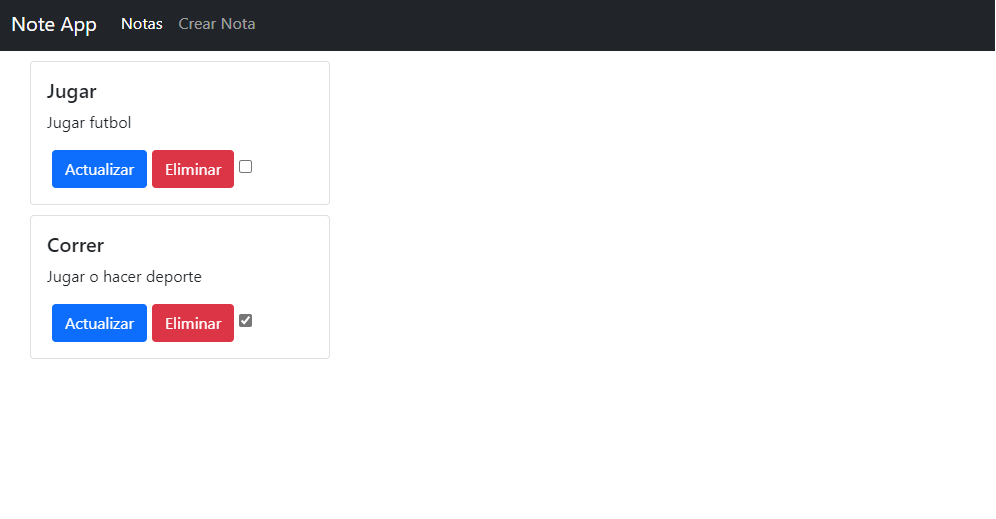 Note App Notas Crear Nota
Jugar
Jugar futbol
Actualizar Eliminar
Correr
Jugar o hacer deporte
Actualizar Eliminar